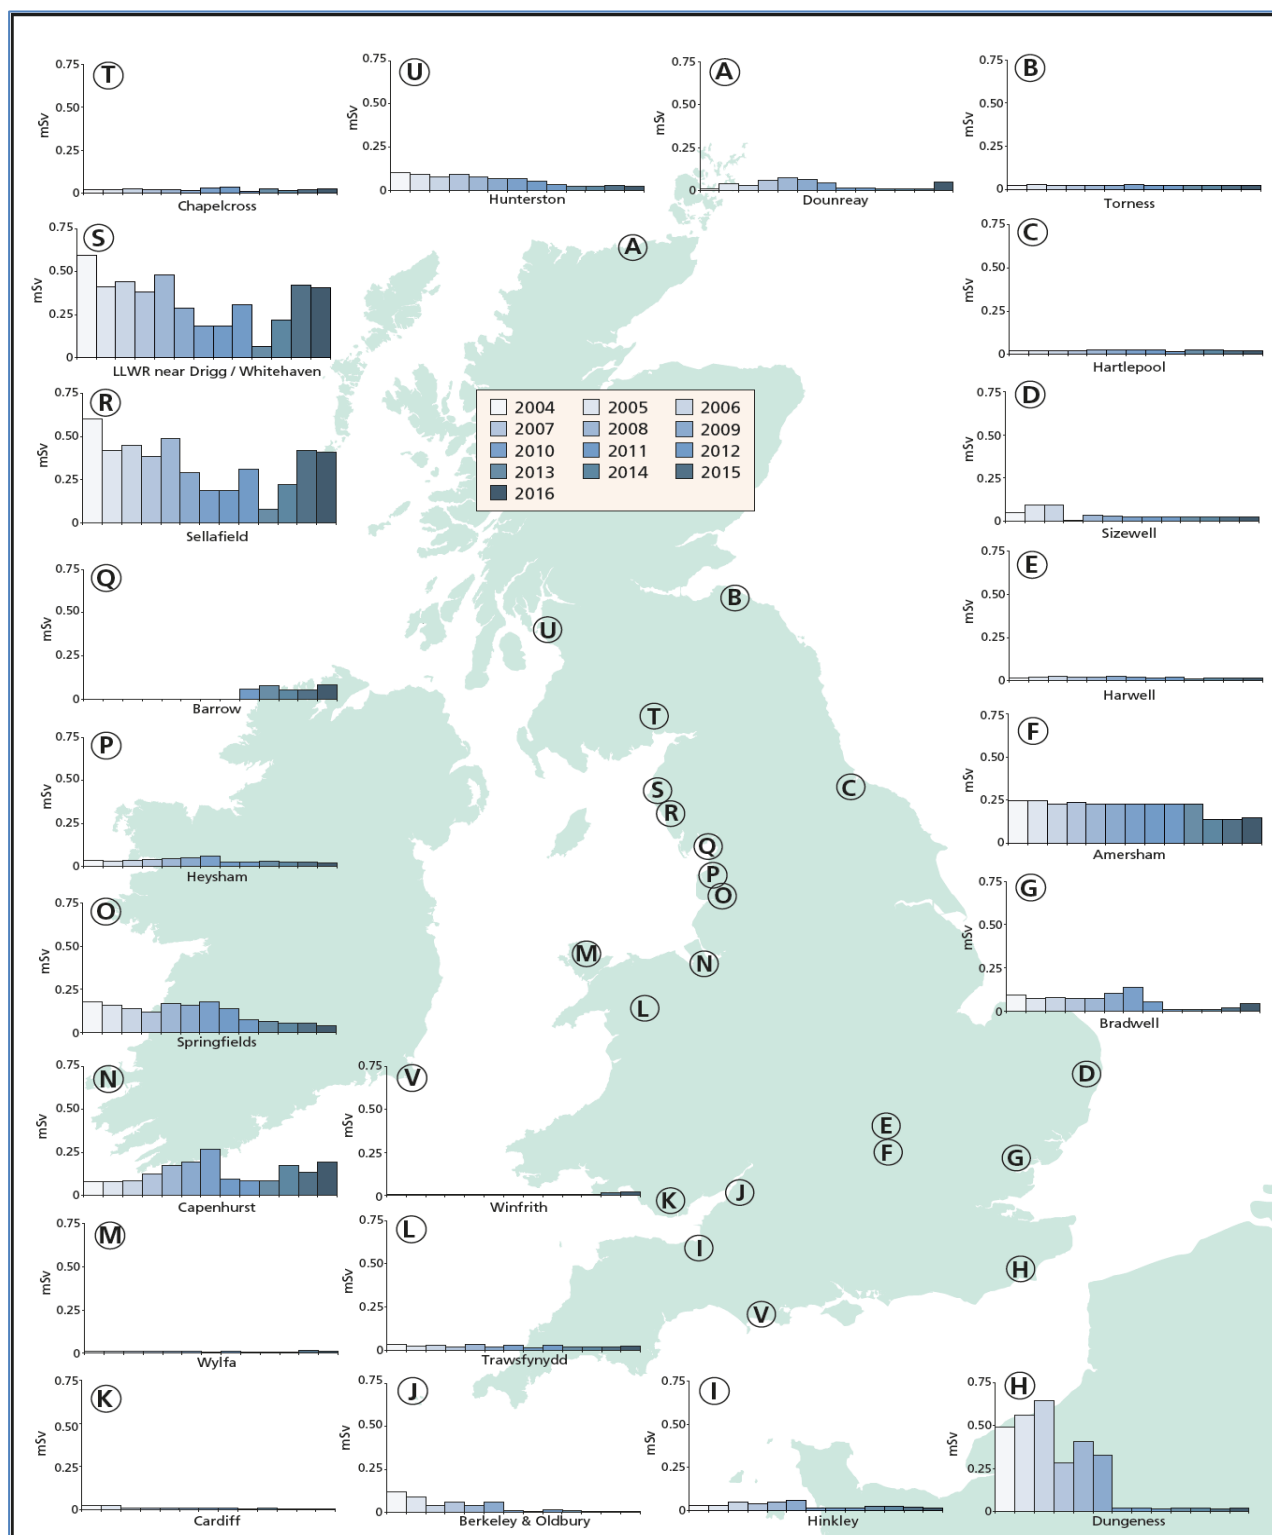 T
0.75
0.50
0.25
0
mSv
Chapelcross
U
0.75
0.50
0.25
0
mSv
Hunterston
A
0.75
0.50
0.25
0
mSv
Dounreay
B
0.75
0.50
0.25
0
mSv
Torness
S
0.75
0.50
0.25
0
mSv
LLWR near Drigg / Whitehaven
A
C
0.75
0.50
0.25
0
mSv
Hartlepool
R
0.75
0.50
0.25
0
mSv
Sellafield
2004 2005 2006
2007 2008 2009
2010 2011 2012
2013 2014 2015
2016
D
0.75
0.50
0.25
0
mSv
Sizewell
Q
0.75
0.50
0.25
0
mSv
Barrow
B
U
E
0.75
0.50
0.25
0
mSv
Harwell
P
0.75
0.50
0.25
0
mSv
Heysham
T
S
R
C
Q
P
O
F
0.75
0.50
0.25
0
mSv
Amersham
O
0.75
0.50
0.25
0
mSv
Springfields
M
N
L
G
0.75
0.50
0.25
0
mSv
Bradwell
N
0.75
0.50
0.25
0
mSv
Capenhurst
V
0.75
0.50
0.25
0
mSv
Winfrith
D
E
F
G
K
J
M
0.75
0.50
0.25
0
mSv
Wylfa
L
0.75
0.50
0.25
0
mSv
Trawsfynydd
I
H
V
K
0.75
0.50
0.25
0
mSv
Cardiff
J
0.75
0.50
0.25
0
mSv
Berkeley & Oldbury
I
0.75
0.50
0.25
0
mSv
Hinkley
H
0.75
0.50
0.25
0
mSv
Dungeness